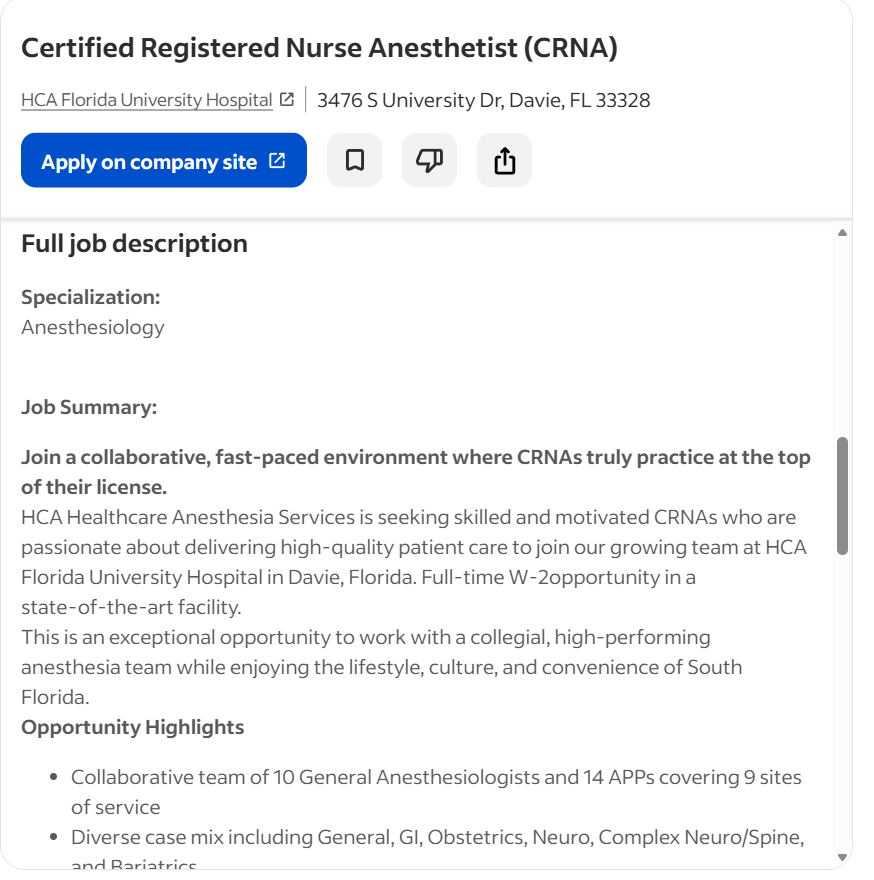 Certified Registered Nurse Anesthetist (CRNA)
HCA Florida University Hospital
3476 S University Dr, Davie, FL 33328
Apply on company site
Full job description
Specialization:
Anesthesiology
Job Summary:
Join a collaborative, fast-paced environment where CRNAs truly practice at the top
of their license.
HCA Healthcare Anesthesia Services is seeking skilled and motivated CRNAs who are
passionate about delivering high-quality patient care to join our growing team at HCA
Florida University Hospital in Davie, Florida. Full-time W-2opportunity in a
state-of-the-art facility.
This is an exceptional opportunity to work with a collegial, high-performing
anesthesia team while enjoying the lifestyle, culture, and convenience of South
Florida.
Opportunity Highlights
• Collaborative team of 10 General Anesthesiologists and 14 APPs covering 9 sites
of service
• Diverse case mix including General, GI, Obstetrics, Neuro, Complex Neuro/Spine,
and Bariatrics